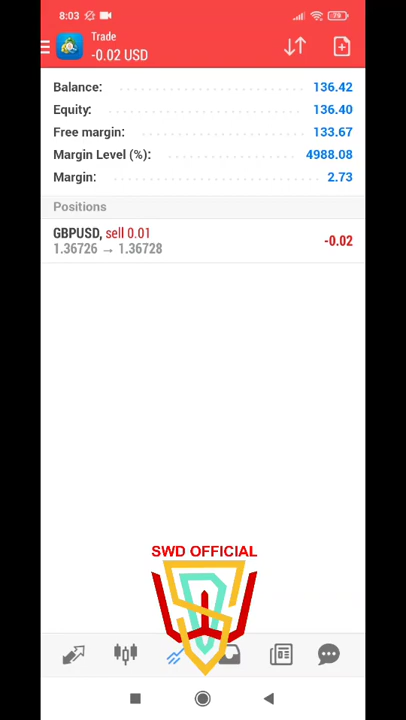 8:03
Trade
-0.02 USD
Balance: 136.42
Equity: 136.40
Free margin: 133.67
Margin Level (%): 4988.08
Margin: 2.73
Positions
GBPUSD, sell 0.01
1.36726 → 1.36728
-0.02
SWD OFFICIAL